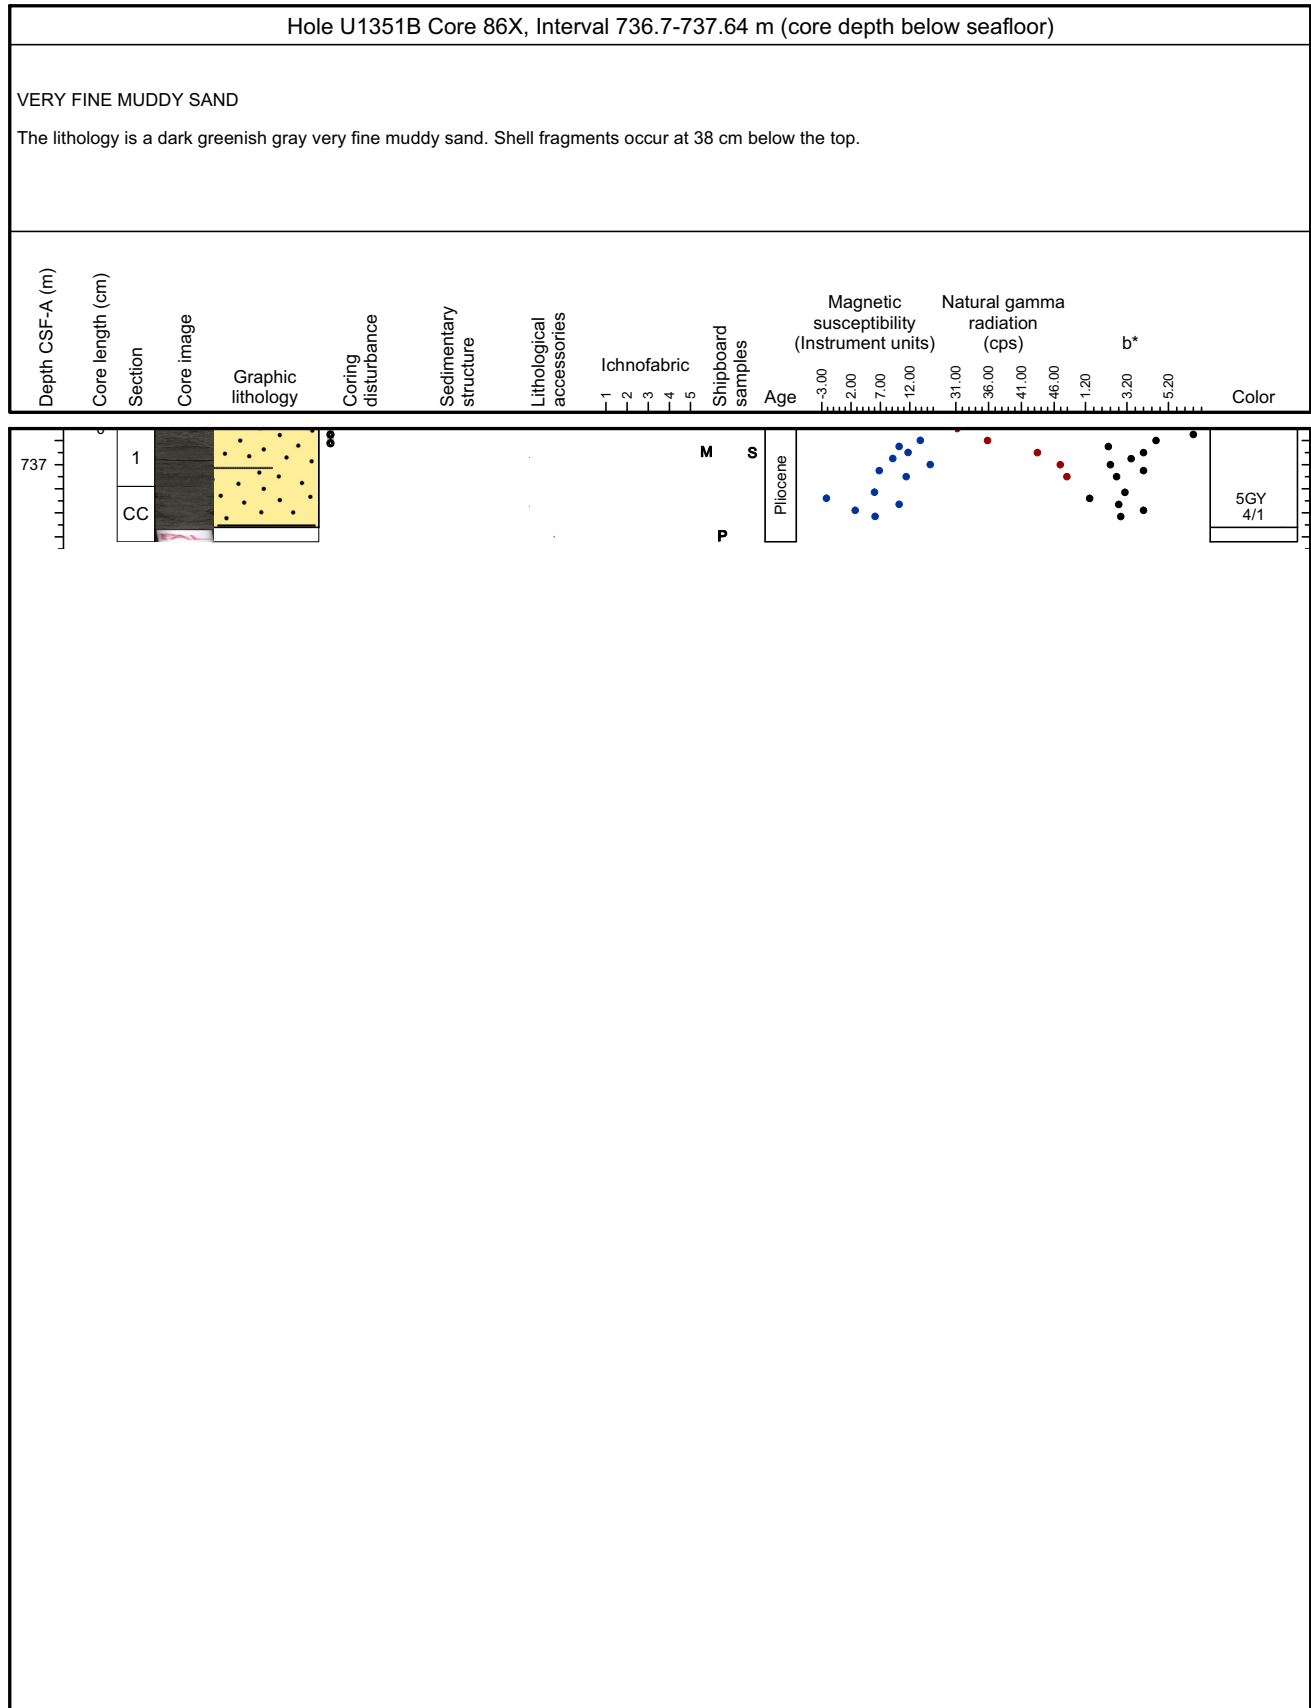 Hole U1351B Core 86X, Interval 736.7-737.64 m (core depth below seafloor)
VERY FINE MUDDY SAND
The lithology is a dark greenish gray very fine muddy sand. Shell fragments occur at 38 cm below the top.
Depth CSF-A (m)
Core length (cm)
Section
Core image
Graphic
lithology
Coring
disturbance
Sedimentary
structure
Lithological
accessories
Ichnofabric
1 2 3 4 5
Shipboard
samples
Age
Magnetic
susceptibility
(Instrument units)
-3.00 2.00 7.00 12.00
Natural gamma
radiation
(cps)
31.00 36.00 41.00 46.00
b*
1.20 3.20 5.20
Color
737
0
1
CC
M
S
P
Pliocene
5GY
4/1